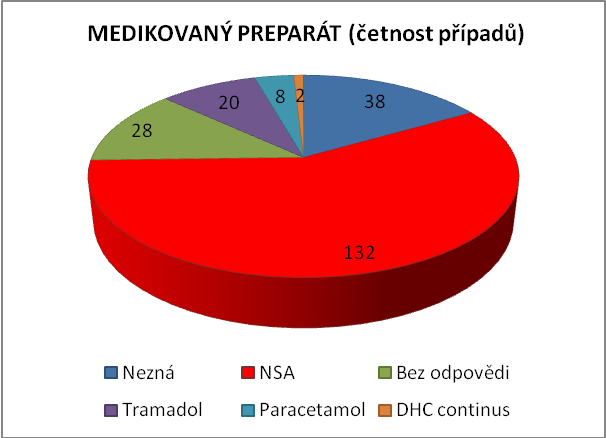 MEDIKOVANÝ PREPARÁT (četnost případů)
38
132
28
20
8
2
Nezná
NSA
Bez odpovědi
Tramadol
Paracetamol
DHC continus